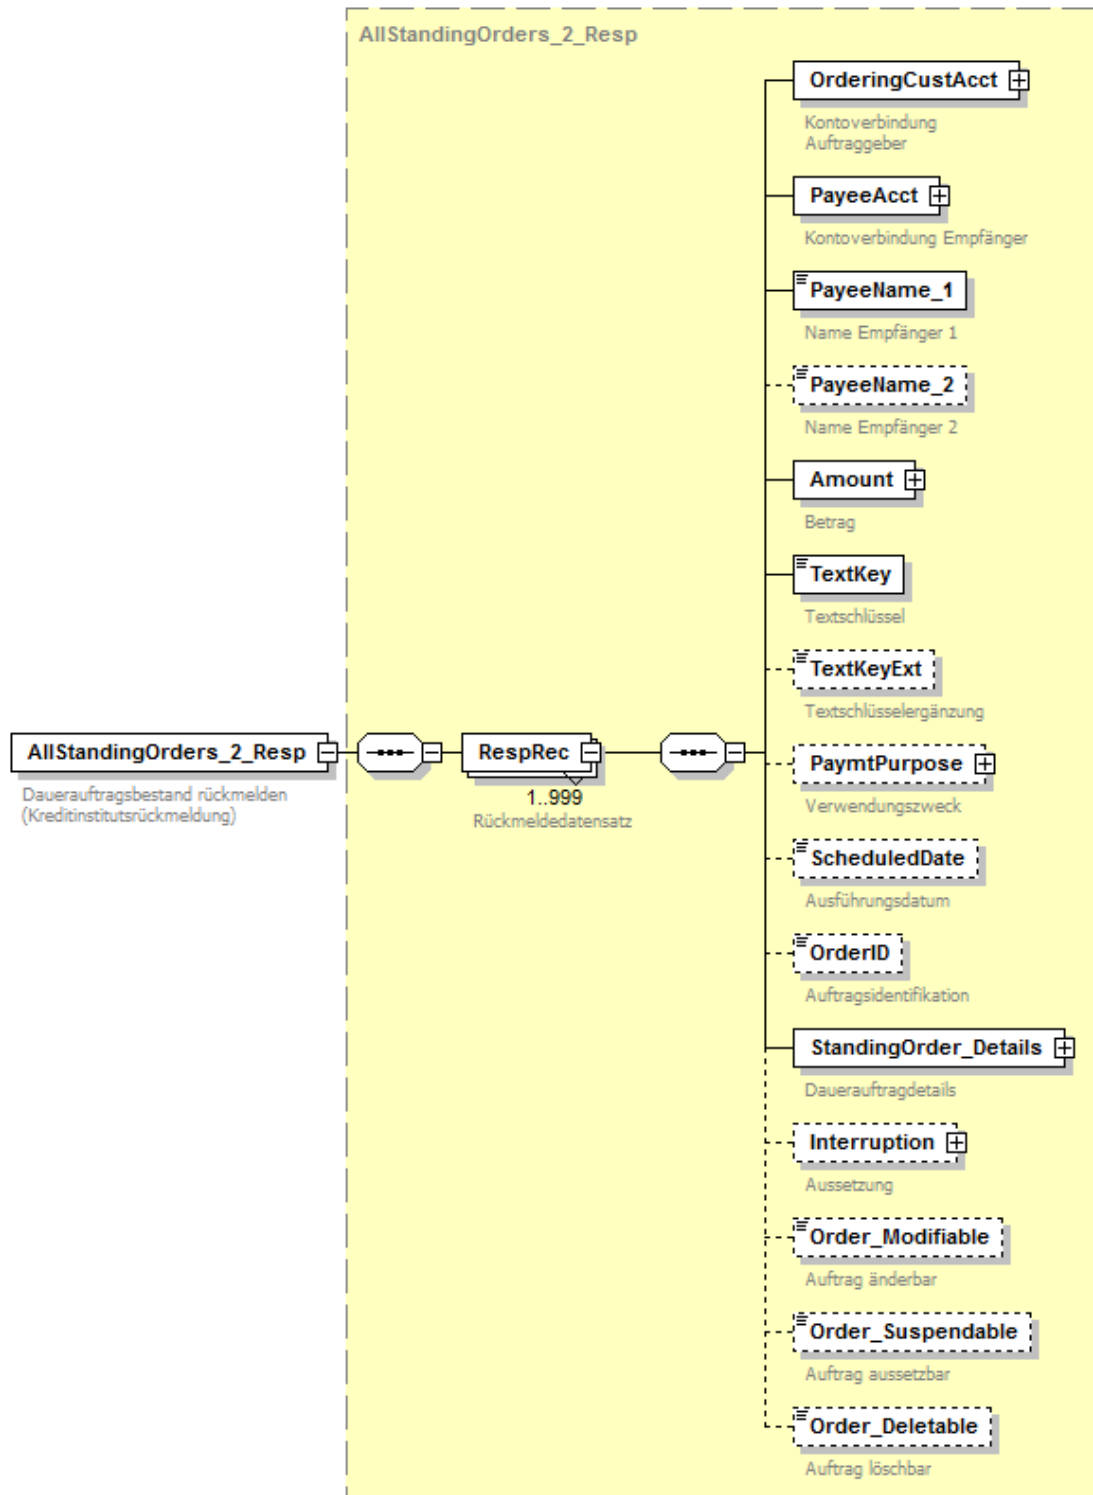 AllStandingOrders_2_Resp
OrderingCustAcct
Kontoverbindung
Auftraggeber
PayeeAcct
Kontoverbindung Empfänger
PayeeName_1
Name Empfänger 1
PayeeName_2
Name Empfänger 2
Amount
Betrag
TextKey
Textschlüssel
TextKeyExt
Textschlüsselergänzung
AllStandingOrders_2_Resp
Dauerauftragsbestand rückmelden
(Kreditinstitutsrückmeldung)
RespRec
1..999
Rückmeldedatensatz
PaymtPurpose
Verwendungszweck
ScheduledDate
Ausführungsdatum
OrderID
Auftragsidentifikation
StandingOrder_Details
Dauerauftragdetails
Interruption
Aussetzung
Order_Modifiable
Auftrag änderbar
Order_Suspendable
Auftrag aussetzbar
Order_Deletable
Auftrag löschbar